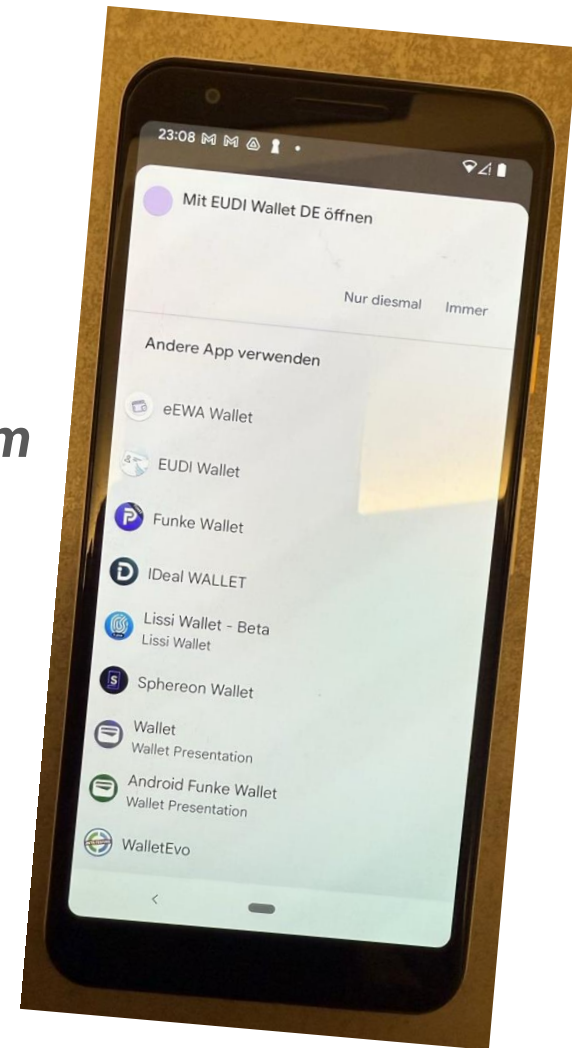 m
23:08
Mit EUDI Wallet DE öffnen
Nur diesmal Immer
Andere App verwenden
eEWA Wallet
EUDI Wallet
Funke Wallet
IDeal WALLET
Lissi Wallet - Beta
Lissi Wallet
Sphereon Wallet
Wallet
Wallet Presentation
Android Funke Wallet
Wallet Presentation
WalletEvo